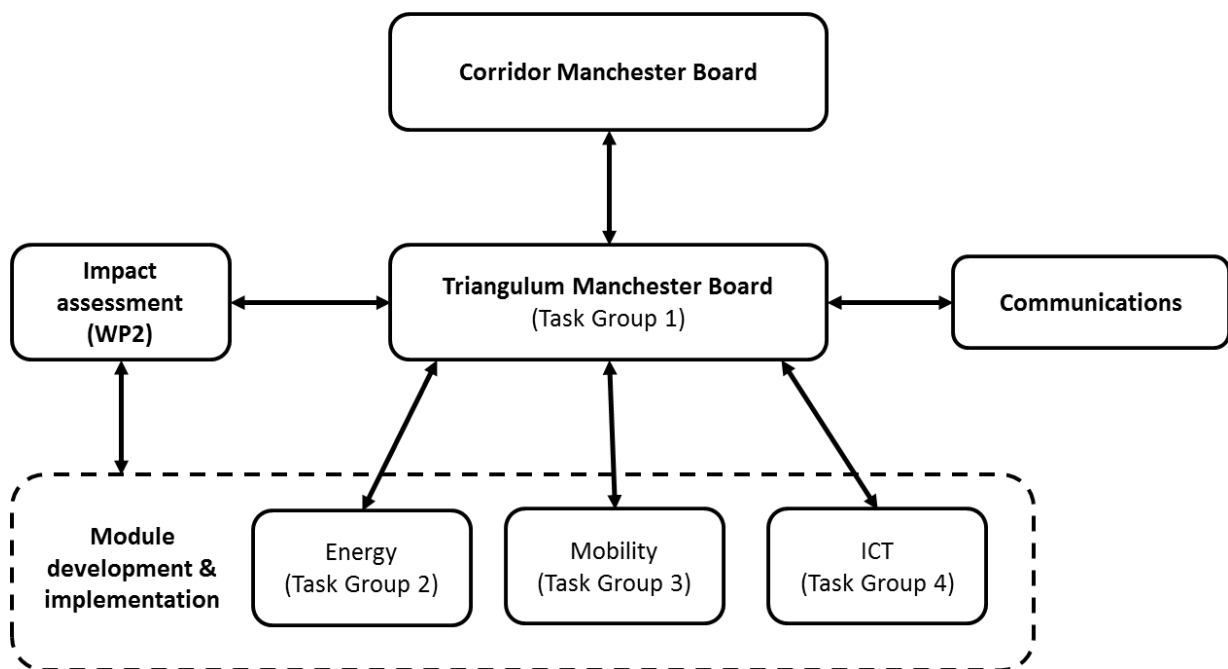 Corridor Manchester Board
Impact
assessment
(WP2)
Triangulum Manchester Board
(Task Group 1)
Communications
Module
development &
implementation
Energy
(Task Group 2)
Mobility
(Task Group 3)
ICT
(Task Group 4)